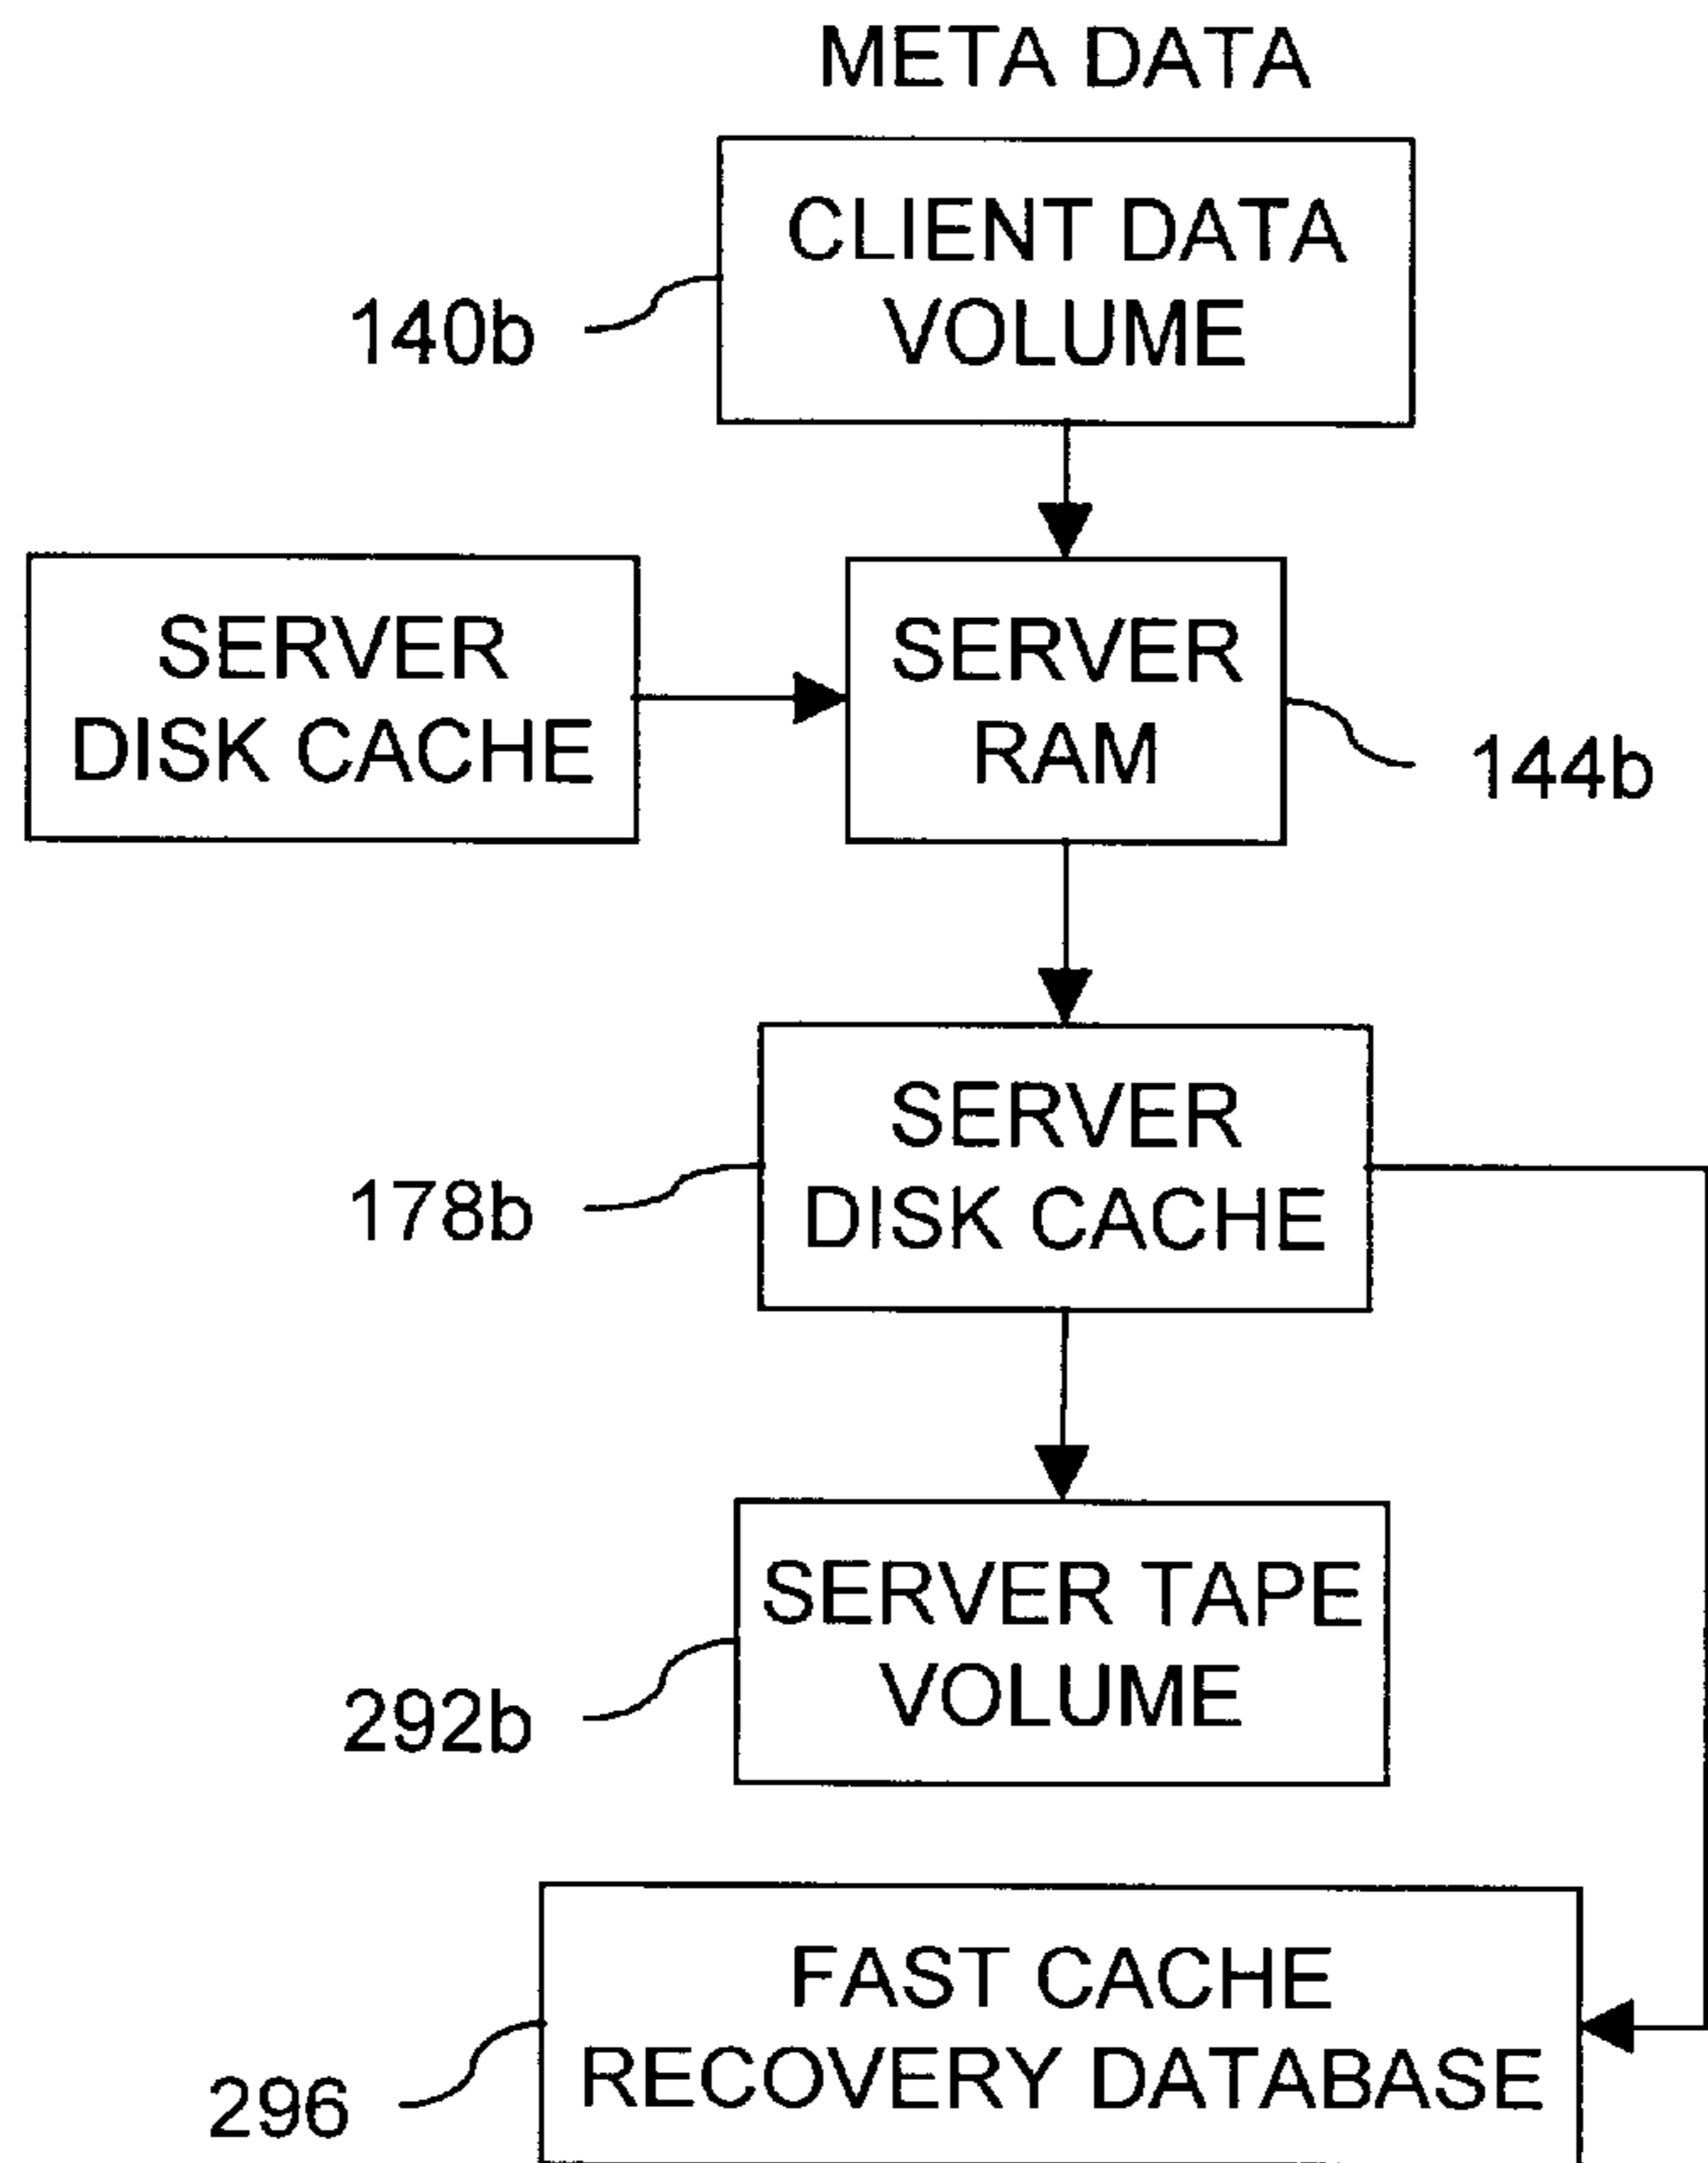 META DATA
CLIENT DATA
VOLUME
140b
SERVER
DISK CACHE
SERVER
RAM
144b
SERVER
DISK CACHE
178b
SERVER TAPE
VOLUME
292b
FAST CACHE
RECOVERY DATABASE
296